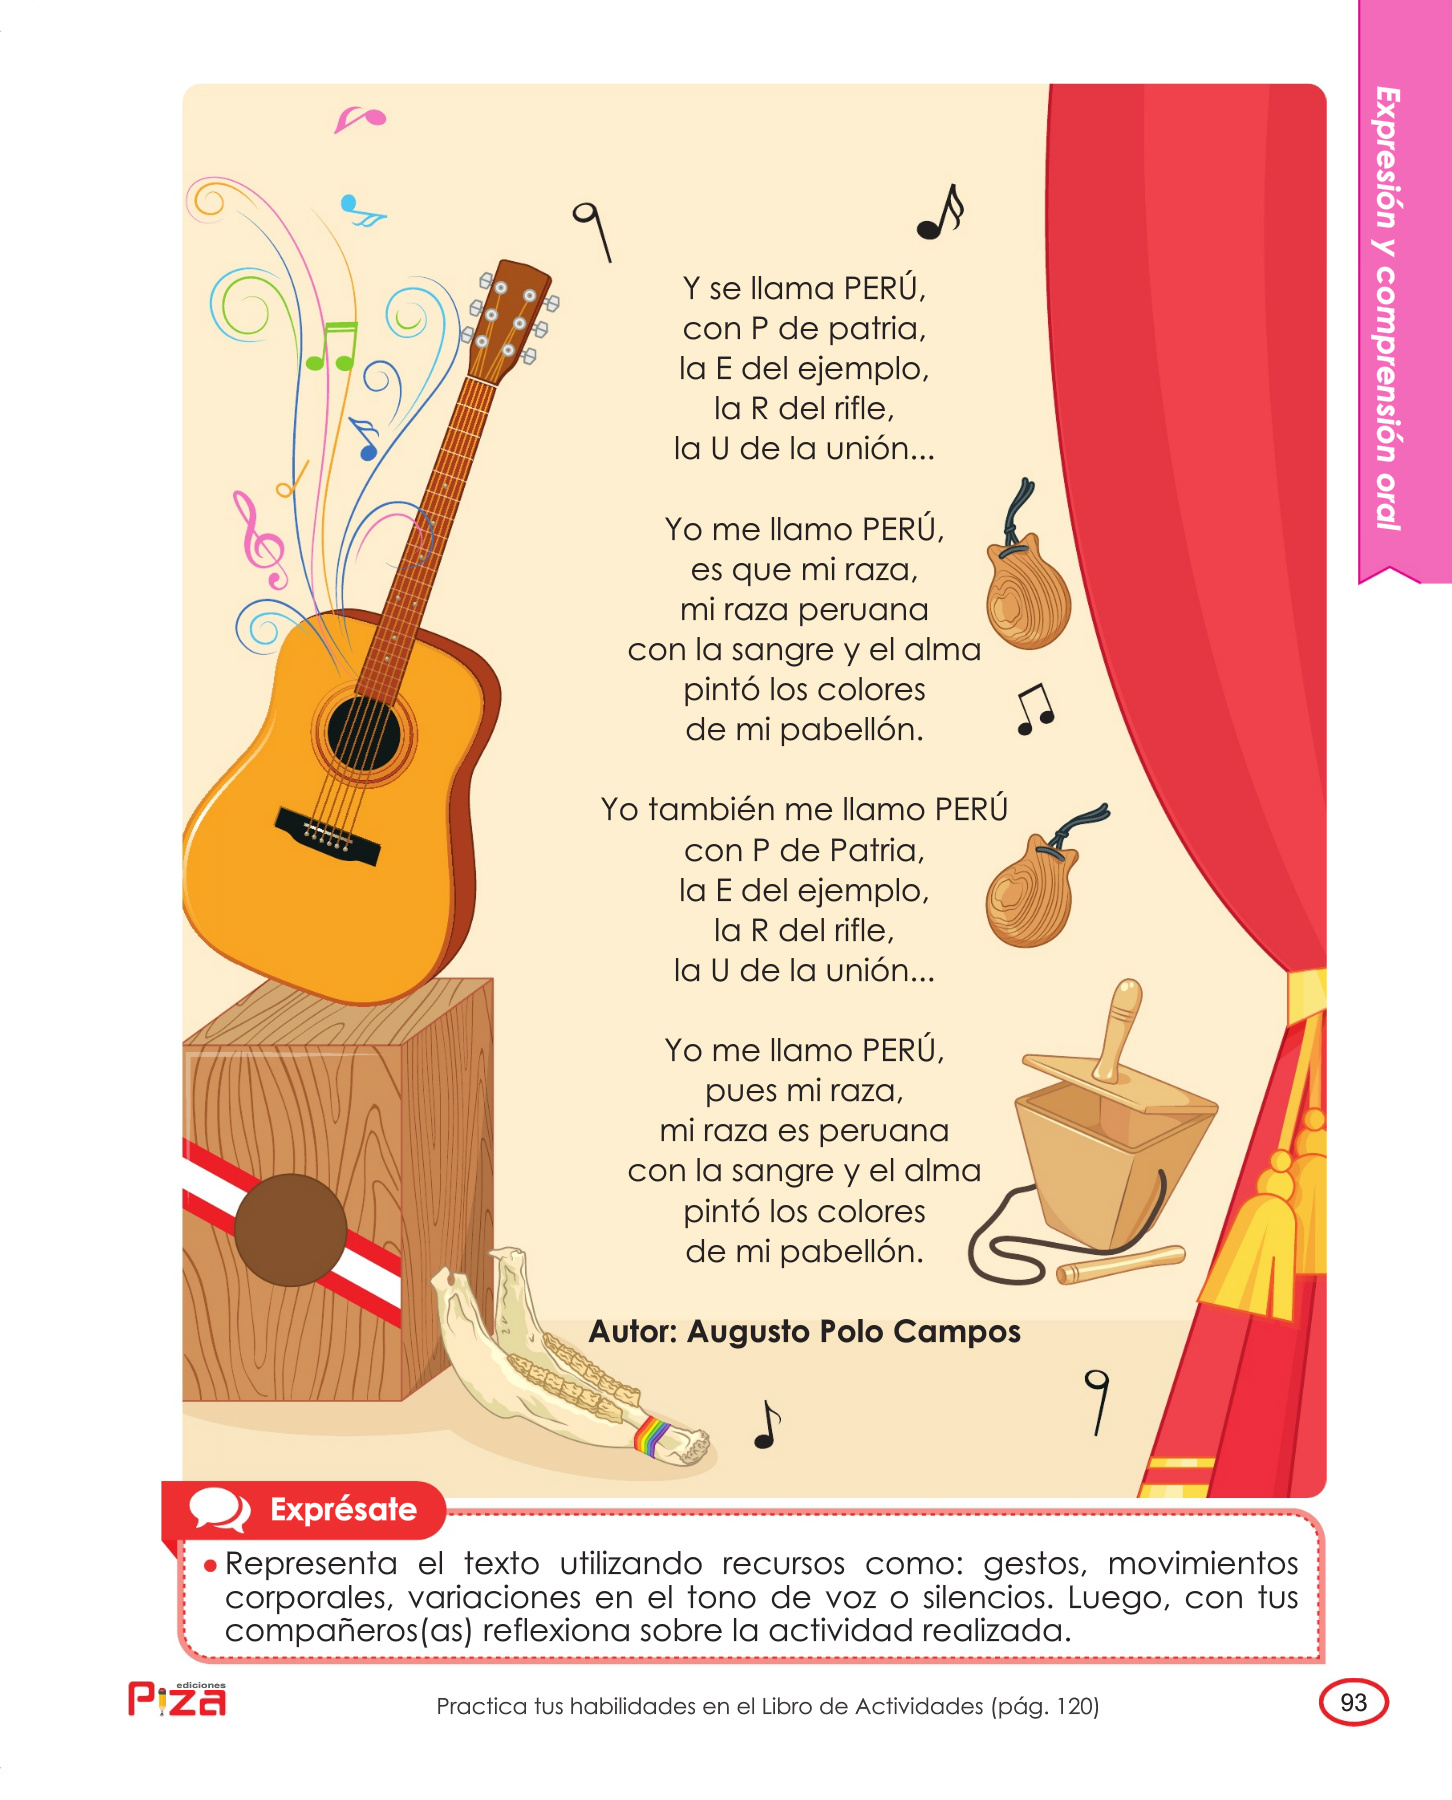 Expresión y comprensión oral
Y se llama PERÚ,
con P de patria,
la E del ejemplo,
la R del rifle,
la U de la unión...
Yo me llamo PERÚ,
es que mi raza,
mi raza peruana
con la sangre y el alma
pintó los colores
de mi pabellón.
Yo también me llamo PERÚ
con P de Patria,
la E del ejemplo,
la R del rifle,
la U de la unión...
Yo me llamo PERÚ,
pues mi raza,
mi raza es peruana
con la sangre y el alma
pintó los colores
de mi pabellón.
Autor: Augusto Polo Campos
Exprésate
• Representa el texto utilizando recursos como: gestos, movimientos
corporales, variaciones en el tono de voz o silencios. Luego, con tus
compañeros(as) reflexiona sobre la actividad realizada.
ediciones
Piza
Practica tus habilidades en el Libro de Actividades (pág. 120)
93